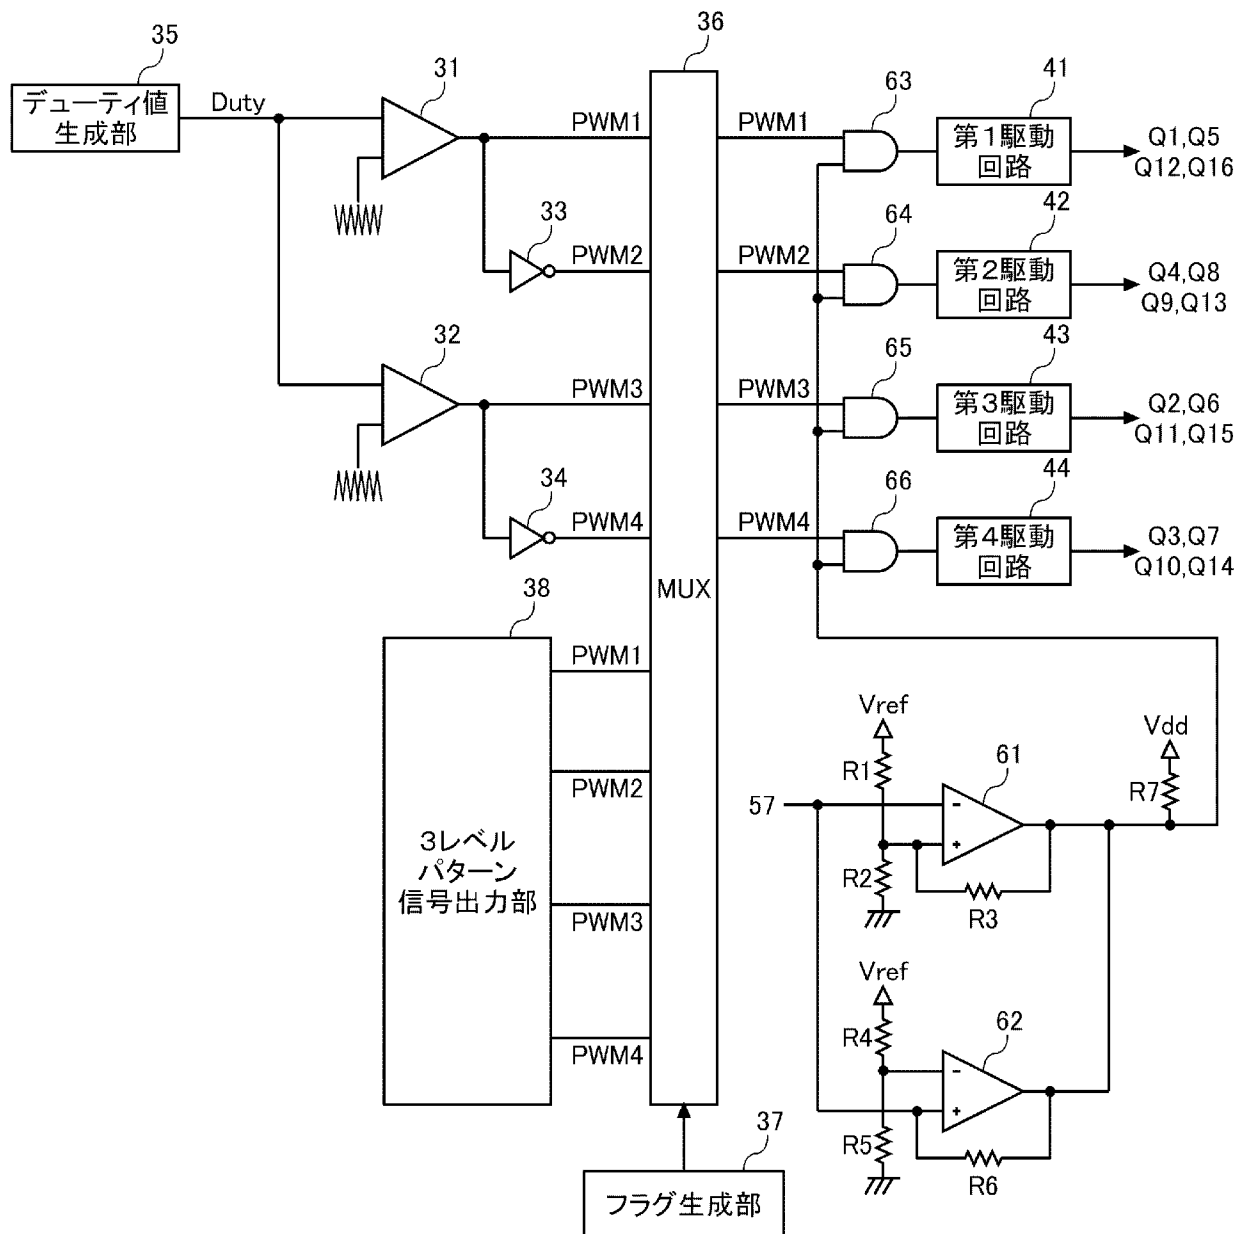 35
デューティ値
生成部
Duty
31
33
PWM1
PWM2
32
34
PWM3
PWM4
36
MUX
PWM1
PWM2
PWM3
PWM4
63
64
65
66
41
第1駆動
回路
Q1,Q5
Q12,Q16
42
第2駆動
回路
Q4,Q8
Q9,Q13
43
第3駆動
回路
Q2,Q6
Q11,Q15
44
第4駆動
回路
Q3,Q7
Q10,Q14
38
3レベル
パターン
信号出力部
PWM1
PWM2
PWM3
PWM4
37
フラグ生成部
57
Vref
R1
R2
61
-
+
R3
Vdd
R7
Vref
R4
R5
62
-
+
R6